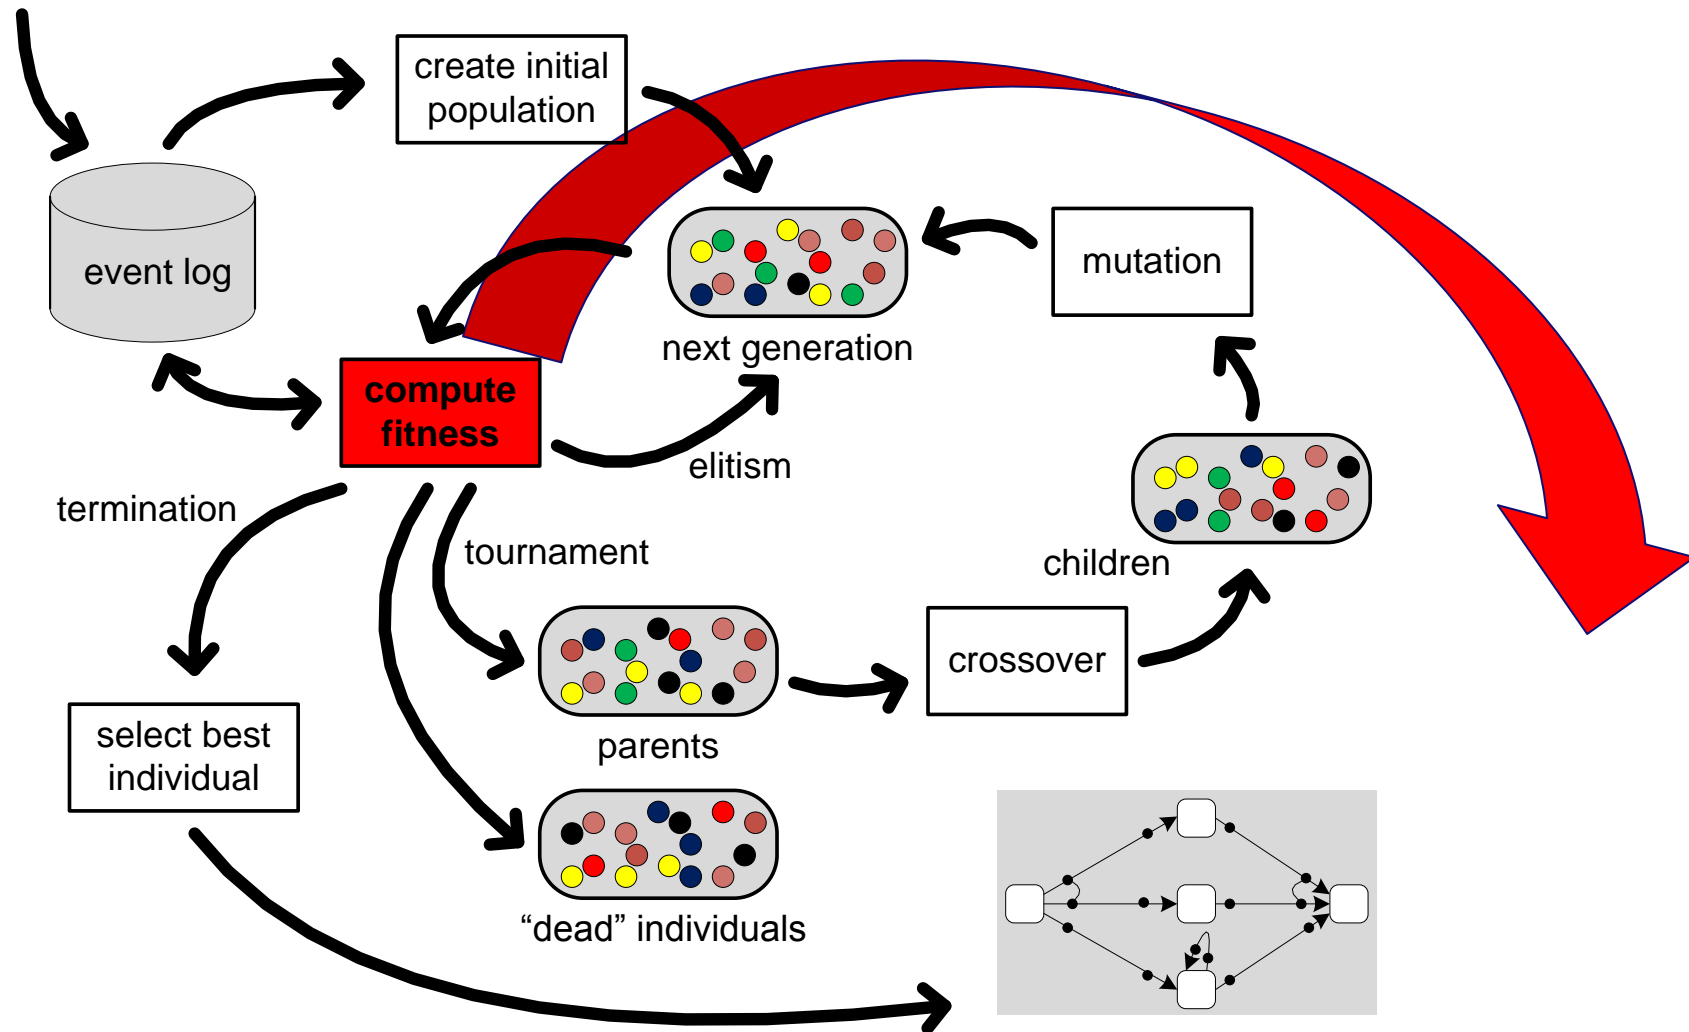 create initial
population
event log
mutation
next generation
compute
fitness
elitism
termination
tournament
children
crossover
select best
individual
parents
“dead” individuals